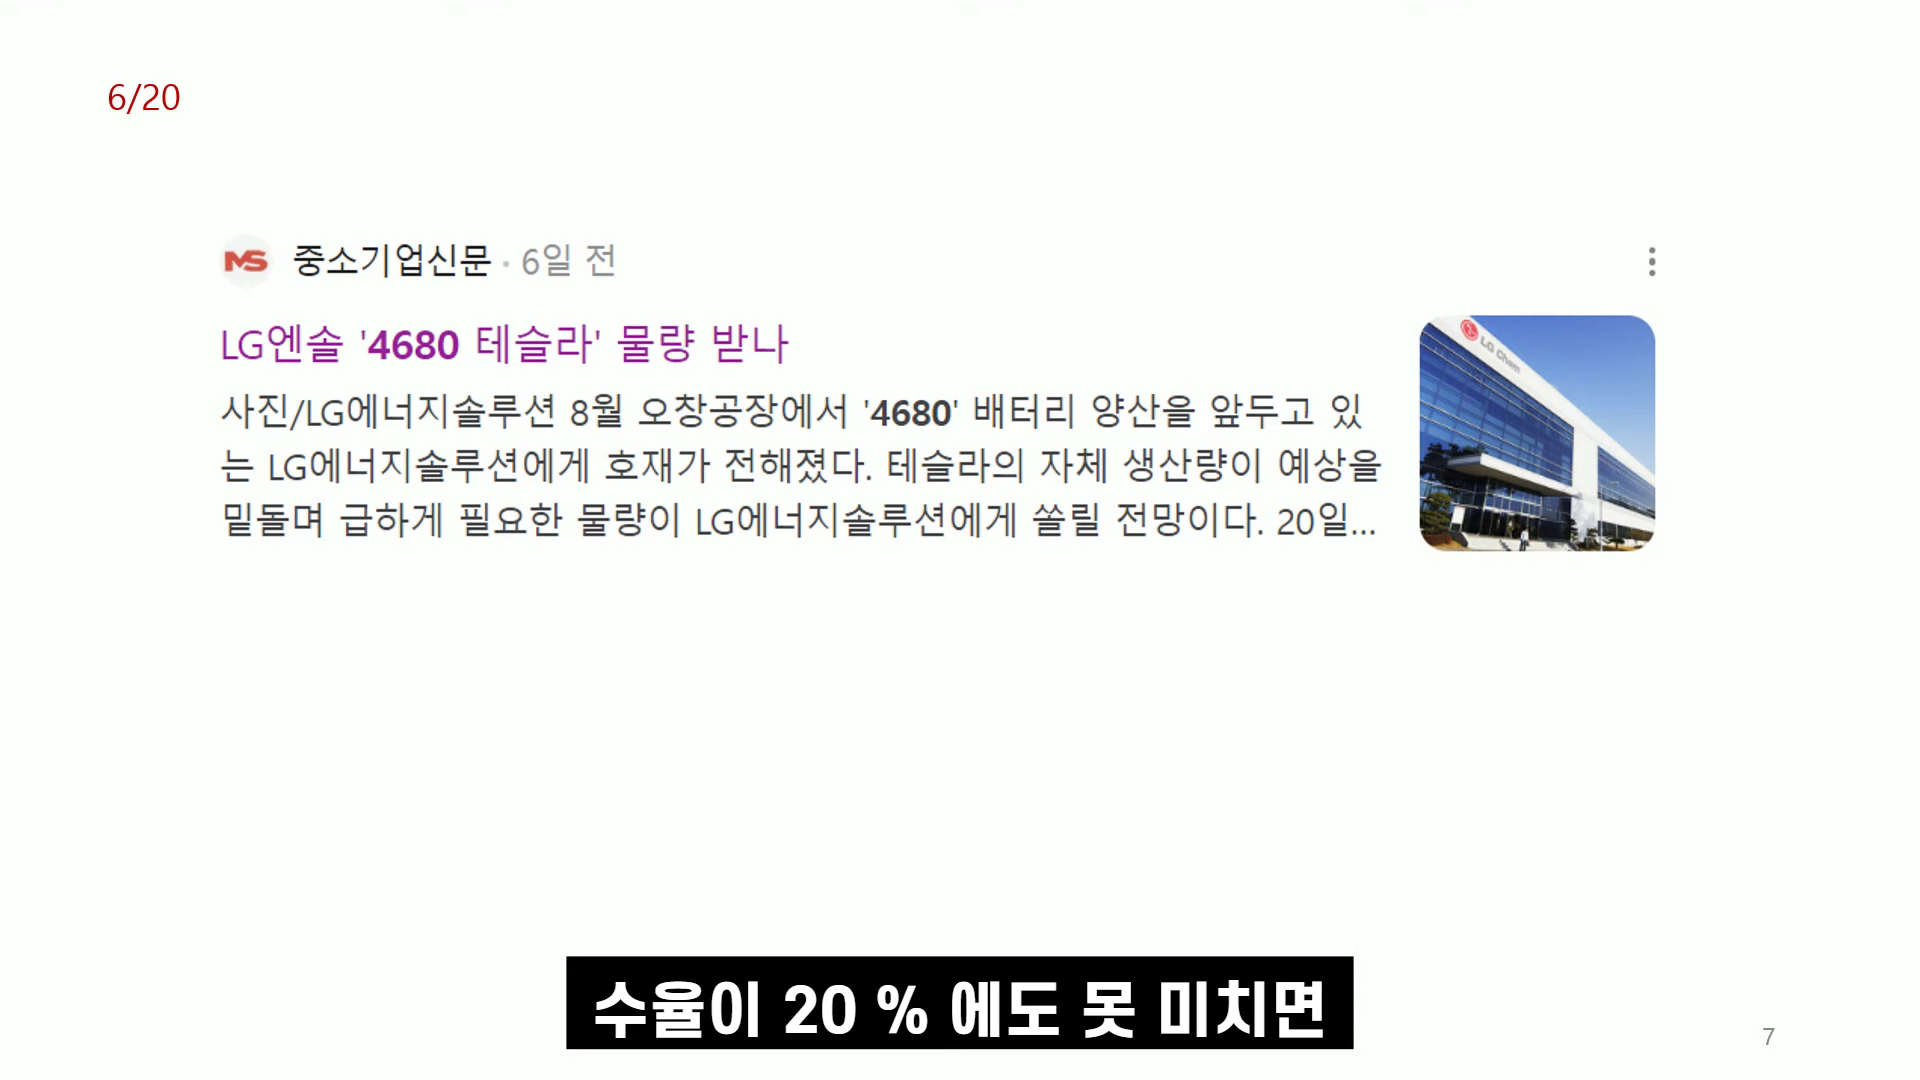 6/20
MS 중소기업신문 · 6일 전
LG엔솔 '4680 테슬라' 물량 받나
사진/LG에너지솔루션 8월 오창공장에서 '4680' 배터리 양산을 앞두고 있
는 LG에너지솔루션에게 호재가 전해졌다. 테슬라의 자체 생산량이 예상을
밑돌며 급하게 필요한 물량이 LG에너지솔루션에게 쏠릴 전망이다. 20일...
LG Chem
수율이 20 % 에도 못 미치면
7